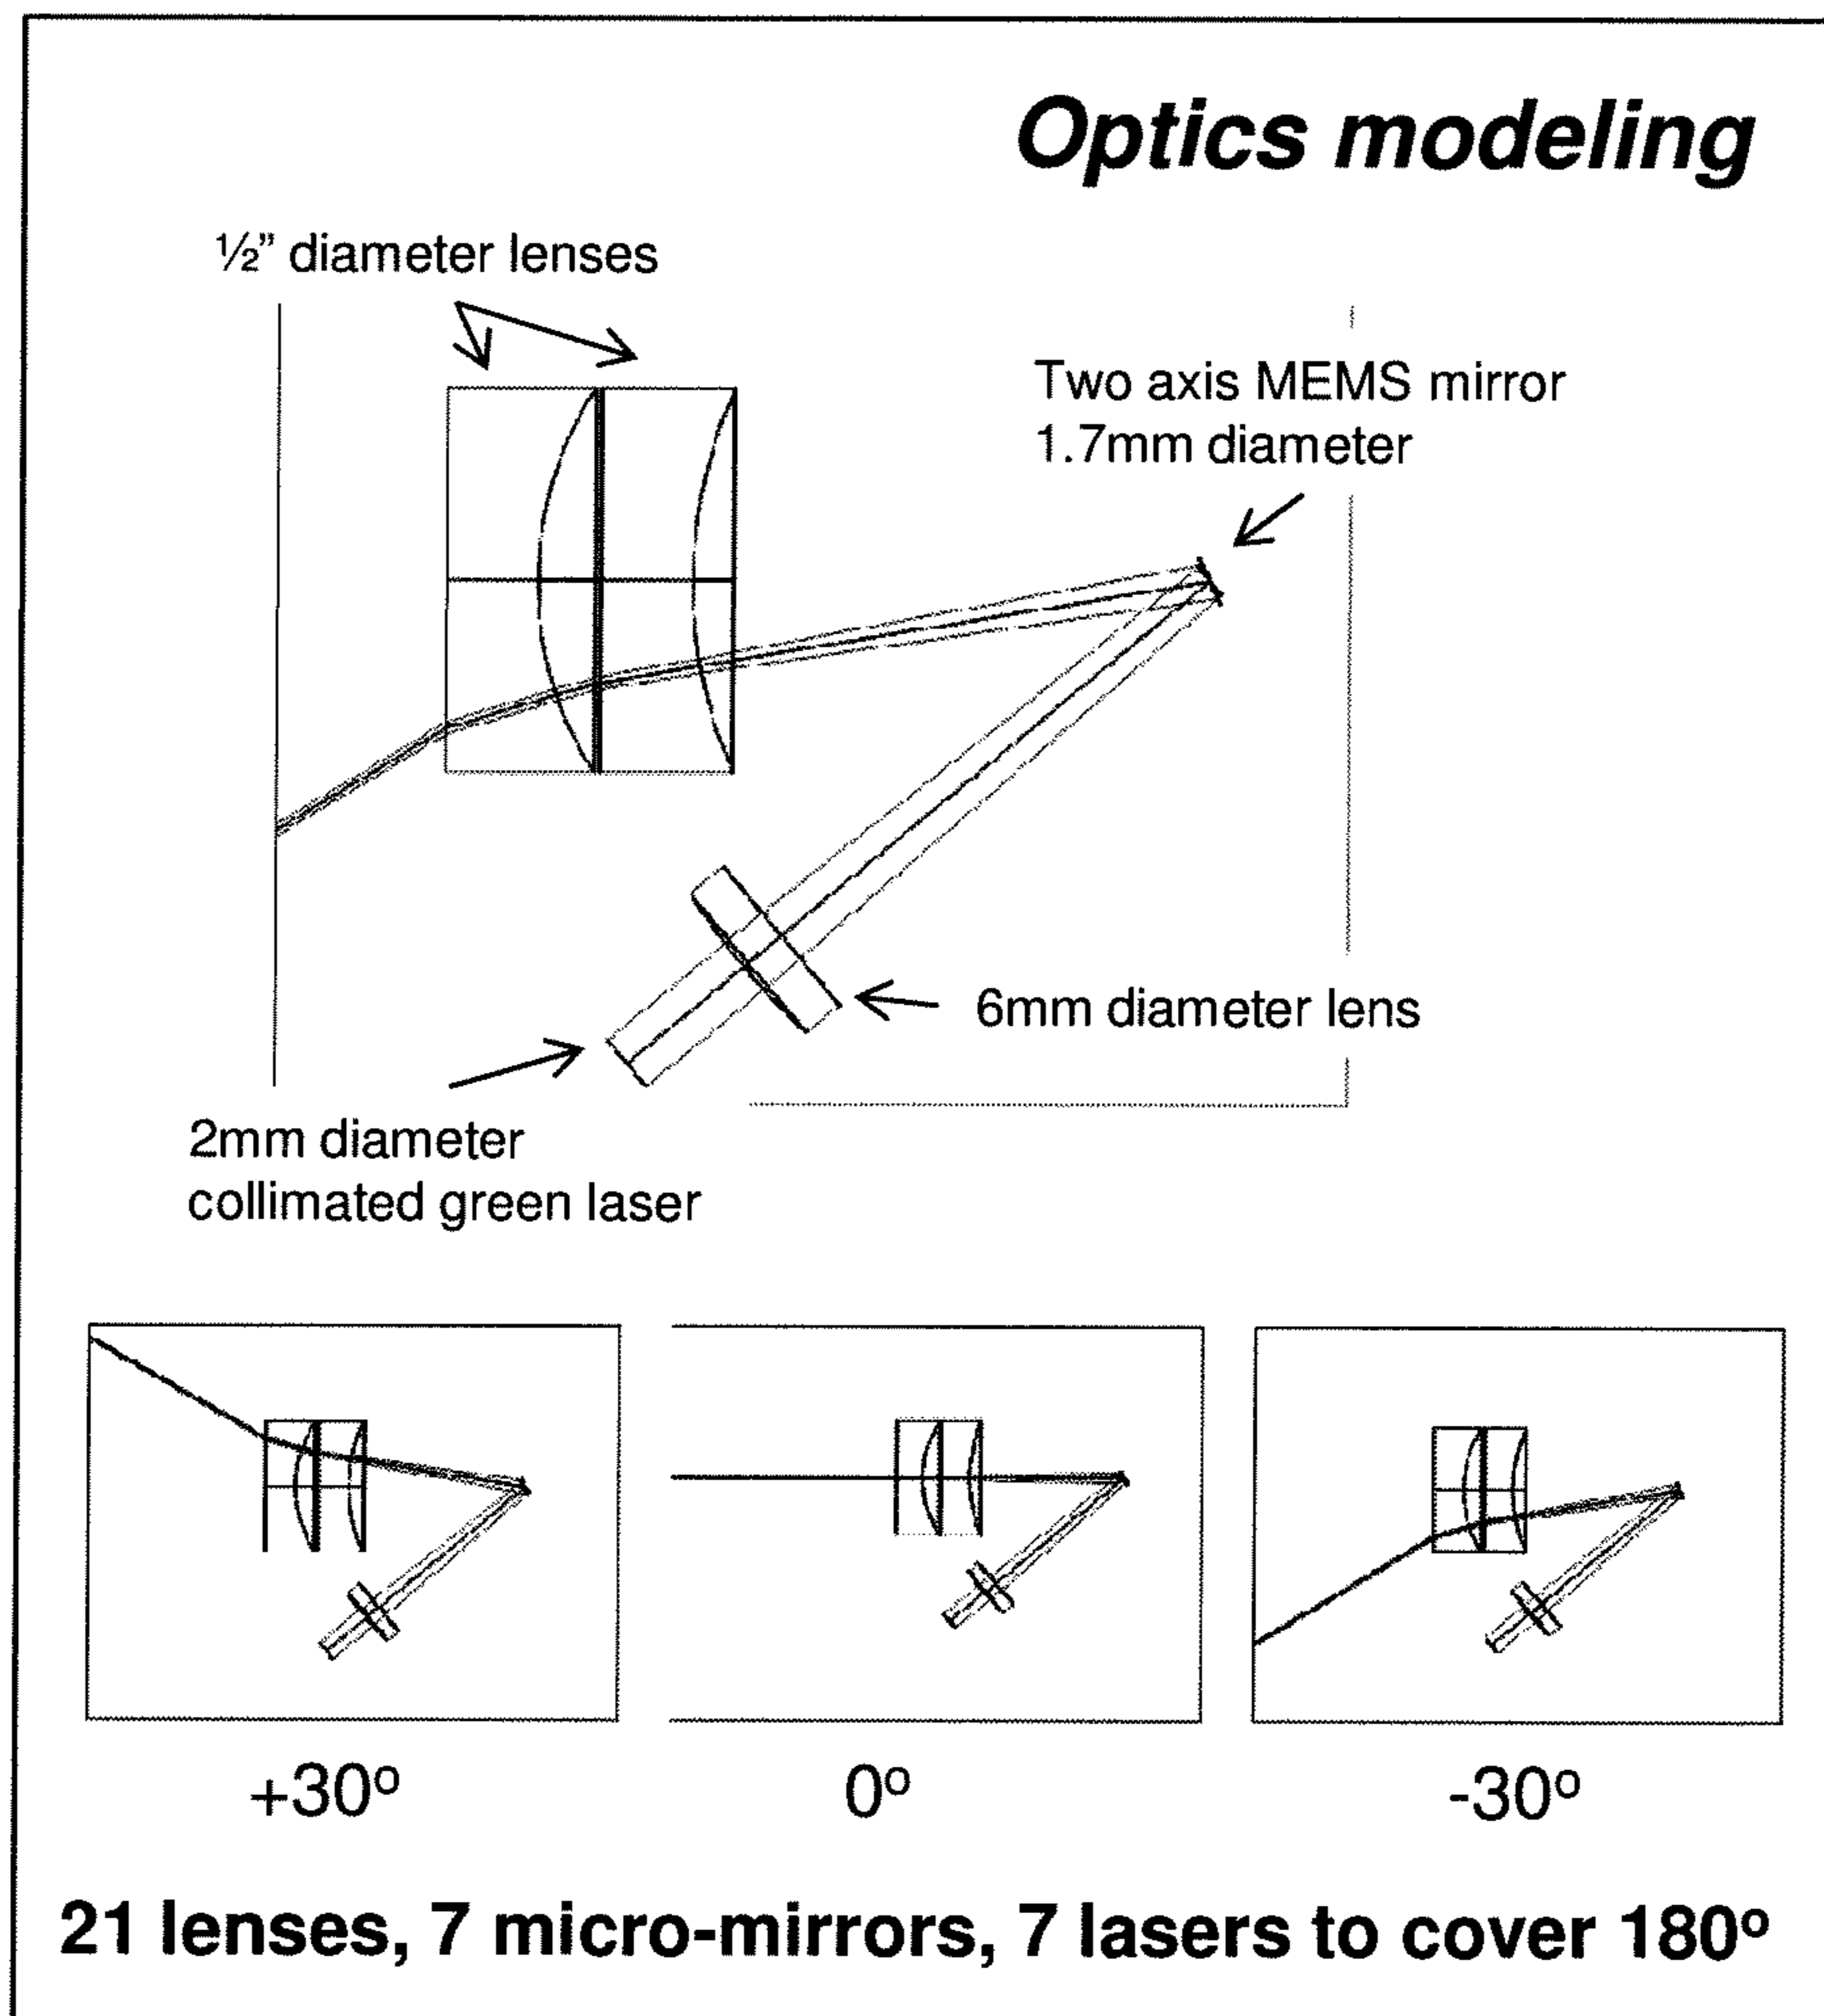 Optics modeling
½” diameter lenses
Two axis MEMS mirror
1.7mm diameter
6mm diameter lens
2mm diameter
collimated green laser
+30º
0º
-30º
21 lenses, 7 micro-mirrors, 7 lasers to cover 180º